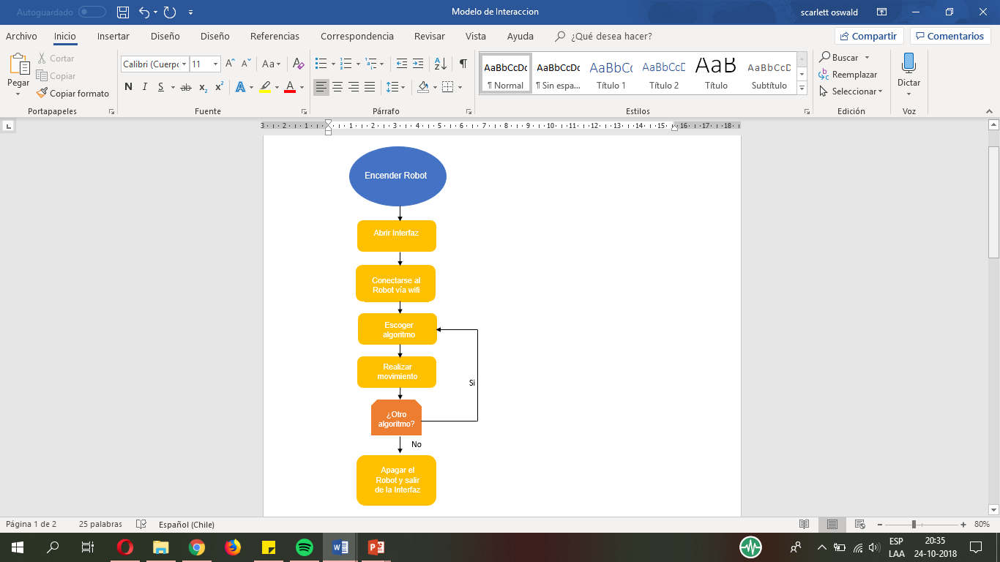 Autoguardado
Modelo de Interaccion
scarlett oswald
Archivo Inicio Insertar Diseño Diseño Referencias Correspondencia Revisar Vista Ayuda ¿Qué desea hacer? Compartir Comentarios
Pegar
Cortar
Copiar
Copiar formato
Portapapeles
Calibri (Cuerpo 11
N K S ab x₂ x²
Fuente
Párrafo
AaBbCcDc AaBbCcDc AaBbCc AaBbCcD AaB AaBbCcD
¶ Normal ¶ Sin espa... Título 1 Título 2 Título Subtítulo
Estilos
Buscar
Reemplazar
Seleccionar
Edición
Dictar
Voz
3 2 1 1 2 3 4 5 6 7 8 9 10 11 12 13 14 15 16 17 18
Encender Robot
Abrir Interfaz
Conectarse al
Robot vía wifi
Escoger
algoritmo
Realizar
movimiento
Si
¿Otro
algoritmo?
No
Apagar el
Robot y salir
de la Interfaz
Página 1 de 2 25 palabras Español (Chile) 80%
ESP
LAA
20:35
24-10-2018